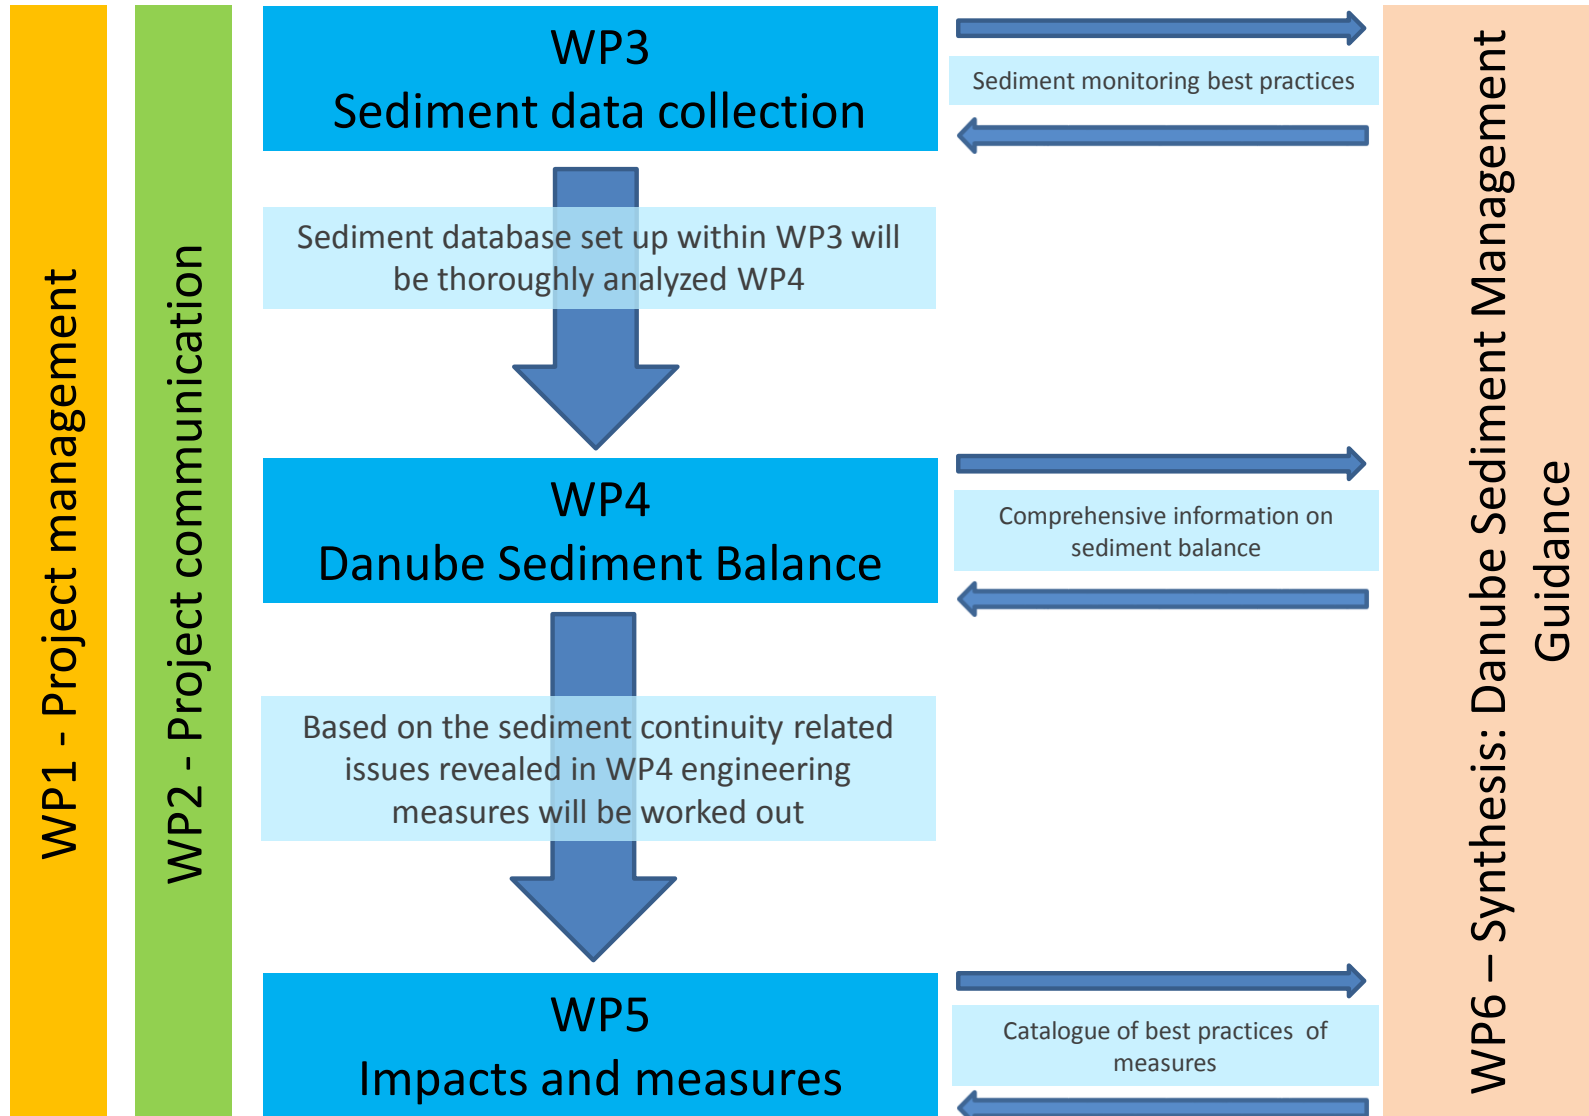 WP1 - Project management
WP2 - Project communication
WP3
Sediment data collection
Sediment monitoring best practices
Sediment database set up within WP3 will
be thoroughly analyzed WP4
WP4
Danube Sediment Balance
Comprehensive information on
sediment balance
Based on the sediment continuity related
issues revealed in WP4 engineering
measures will be worked out
WP5
Impacts and measures
Catalogue of best practices of
measures
WP6 – Synthesis: Danube Sediment Management
Guidance